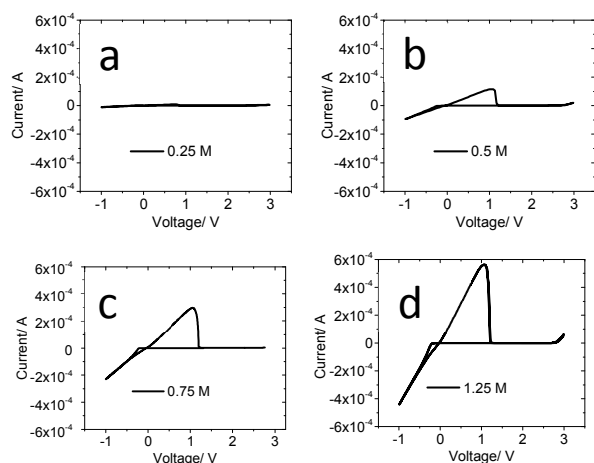 a
6x10⁻⁴
4x10⁻⁴
2x10⁻⁴
0
-2x10⁻⁴
-4x10⁻⁴
-6x10⁻⁴
Current/ A
0.25 M
-1 0 1 2 3
Voltage/ V
b
6x10⁻⁴
4x10⁻⁴
2x10⁻⁴
0
-2x10⁻⁴
-4x10⁻⁴
-6x10⁻⁴
Current/ A
0.5 M
-1 0 1 2 3
Voltage/ V
c
6x10⁻⁴
4x10⁻⁴
2x10⁻⁴
0
-2x10⁻⁴
-4x10⁻⁴
-6x10⁻⁴
Current/ A
0.75 M
-1 0 1 2 3
Voltage/ V
d
6x10⁻⁴
4x10⁻⁴
2x10⁻⁴
0
-2x10⁻⁴
-4x10⁻⁴
-6x10⁻⁴
Current/ A
1.25 M
-1 0 1 2 3
Voltage/ V